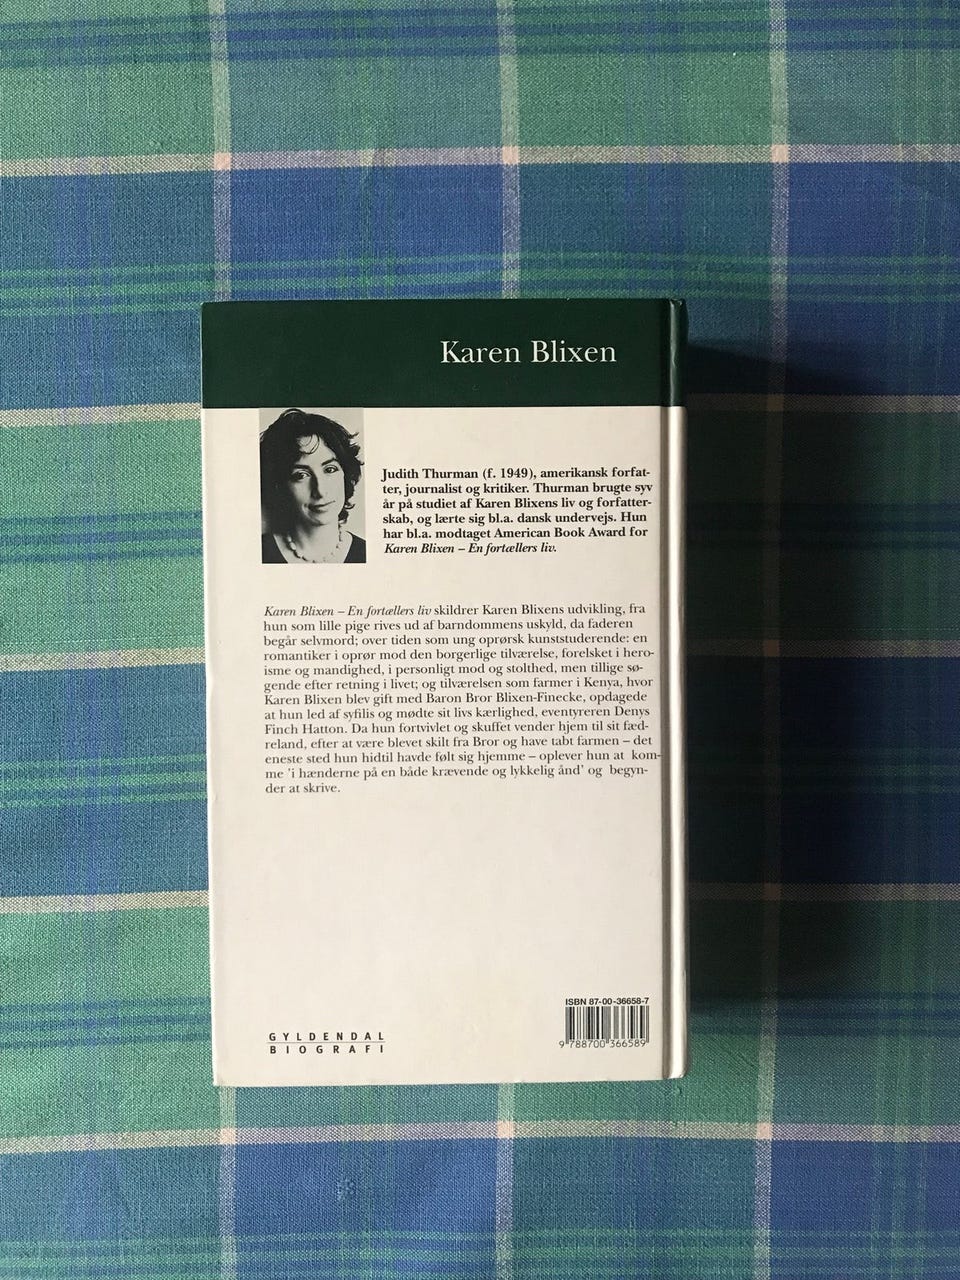 Karen Blixen
Judith Thurman (f. 1949), amerikansk forfat-
ter, journalist og kritiker. Thurman brugte syv
år på studiet af Karen Blixens liv og forfatter-
skab, og lærte sig bl.a. dansk undervejs. Hun
har bl.a. modtaget American Book Award for
Karen Blixen – En fortællers liv.
Karen Blixen – En fortællers liv skildrer Karen Blixens udvikling, fra
hun som lille pige rives ud af barndommens uskyld, da faderen
begår selvmord; over tiden som ung oprørsk kunststuderende: en
romantiker i oprør mod den borgerlige tilværelse, forelsket i hero-
isme og mandighed, i personligt mod og stolthed, men tillige sø-
gende efter retning i livet; og tilværelsen som farmer i Kenya, hvor
Karen Blixen blev gift med Baron Bror Blixen-Finecke, opdagede
at hun led af syfilis og mødte sit livs kærlighed, eventyreren Denys
Finch Hatton. Da hun fortvivlet og skuffet vender hjem til sit fæd-
reland, efter at være blevet skilt fra Bror og have tabt farmen – det
eneste sted hun hidtil havde følt sig hjemme – oplever hun at kom-
me 'i hænderne på en både krævende og lykkelig ånd' og begyn-
der at skrive.
ISBN 87-00-36658-7
9 788700 366589
GYLDENDAL
BIOGRAFI